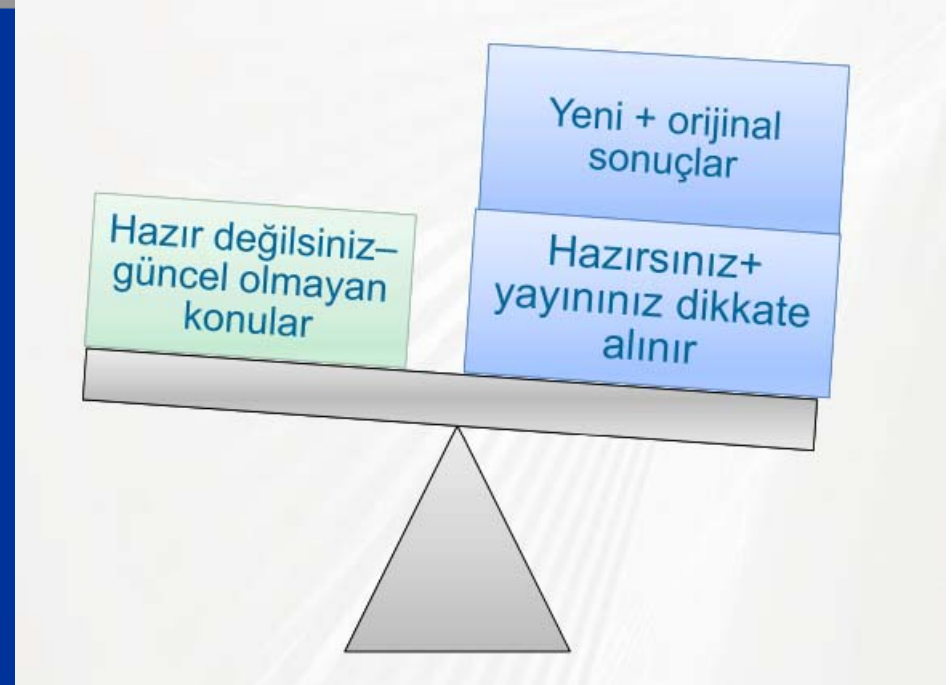 Yeni + orijinal
sonuçlar
Hazır değilsiniz–
güncel olmayan
konular
Hazırsınız+
yayınınız dikkate
alınır